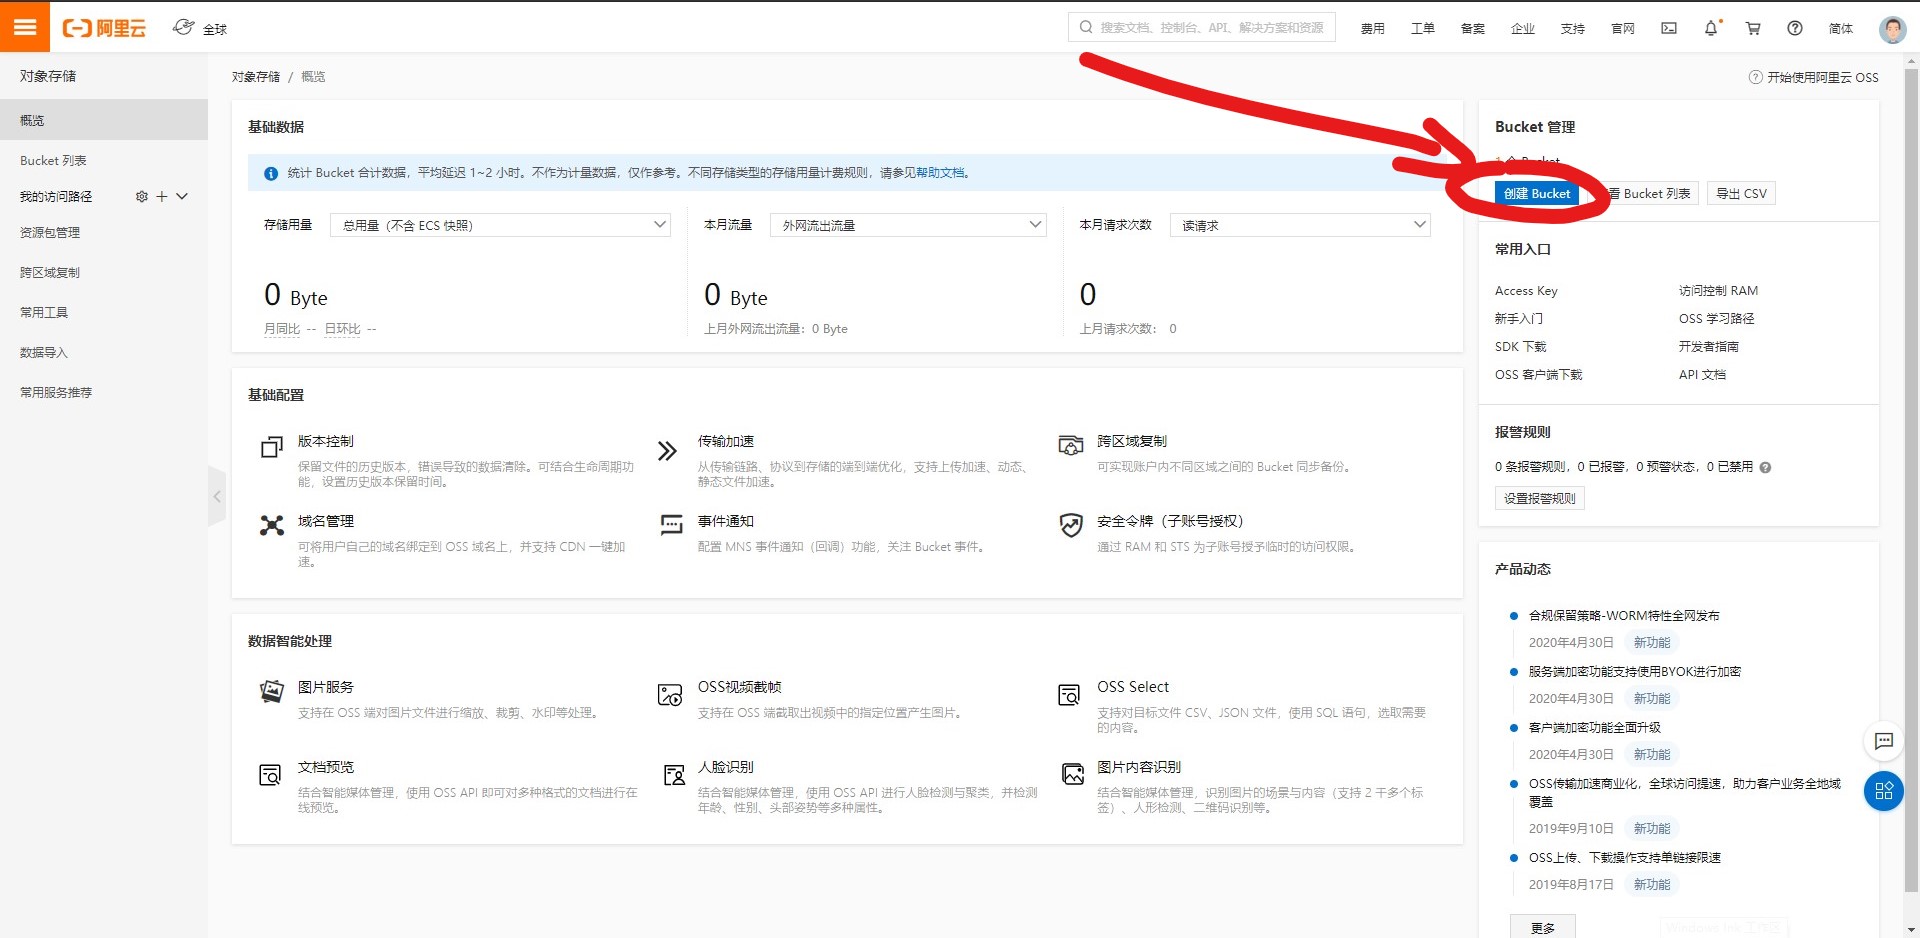 阿里云
全球
搜索文档、控制台、API、解决方案和资源
费用
工单
备案
企业
支持
官网
简体
对象存储
概览
Bucket 列表
我的访问路径
资源包管理
跨区域复制
常用工具
数据导入
常用服务推荐
对象存储 / 概览
开始使用阿里云 OSS
基础数据
统计 Bucket 合计数据，平均延迟 1~2 小时。不作为计量数据，仅作参考。不同存储类型的存储用量计费规则，请参见帮助文档。
存储用量
总用量（不含 ECS 快照）
本月流量
外网流出流量
本月请求次数
读请求
0 Byte
月同比 -- 日环比 --
0 Byte
上月外网流出流量： 0 Byte
0
上月请求次数： 0
基础配置
版本控制
保留文件的历史版本，错误导致的数据清除。可结合生命周期功
能，设置历史版本保留时间。
传输加速
从传输链路、协议到存储的端到端优化，支持上传加速、动态、
静态文件加速。
跨区域复制
可实现账户内不同区域之间的 Bucket 同步备份。
域名管理
可将用户自己的域名绑定到 OSS 域名上，并支持 CDN 一键加
速。
事件通知
配置 MNS 事件通知（回调）功能，关注 Bucket 事件。
安全令牌（子账号授权）
通过 RAM 和 STS 为子账号授予临时的访问权限。
数据智能处理
图片服务
支持在 OSS 端对图片文件进行缩放、裁剪、水印等处理。
OSS视频截帧
支持在 OSS 端截取出视频中的指定位置产生图片。
OSS Select
支持对目标文件 CSV、JSON 文件，使用 SQL 语句，选取需要
的内容。
文档预览
结合智能媒体管理，使用 OSS API 即可对多种格式的文档进行在
线预览。
人脸识别
结合智能媒体管理，使用 OSS API 进行人脸检测与聚类，并检测
年龄、性别、头部姿势等多种属性。
图片内容识别
结合智能媒体管理，识别图片的场景与内容（支持 2 千多个标
签）、人形检测、二维码识别等。
Bucket 管理
个 Bucket
创建 Bucket
看 Bucket 列表
导出 CSV
常用入口
Access Key
访问控制 RAM
新手入门
OSS 学习路径
SDK 下载
开发者指南
OSS 客户端下载
API 文档
报警规则
0 条报警规则，0 已报警，0 预警状态，0 已禁用
设置报警规则
产品动态
合规保留策略-WORM特性全网发布
2020年4月30日 新功能
服务端加密功能支持使用BYOK进行加密
2020年4月30日 新功能
客户端加密功能全面升级
2020年4月30日 新功能
OSS传输加速商业化，全球访问提速，助力客户业务全地域
覆盖
2019年9月10日 新功能
OSS上传、下载操作支持单链接限速
2019年8月17日 新功能
更多
Windows Ink 工作区